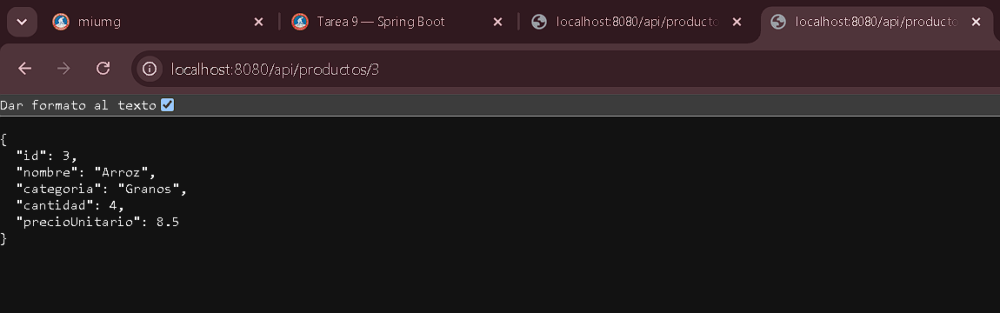 miumg
Tarea 9 — Spring Boot
localhost:8080/api/producto
localhost:8080/api/producto
localhost:8080/api/productos/3
Dar formato al texto
{
"id": 3,
"nombre": "Arroz",
"categoria": "Granos",
"cantidad": 4,
"precioUnitario": 8.5
}